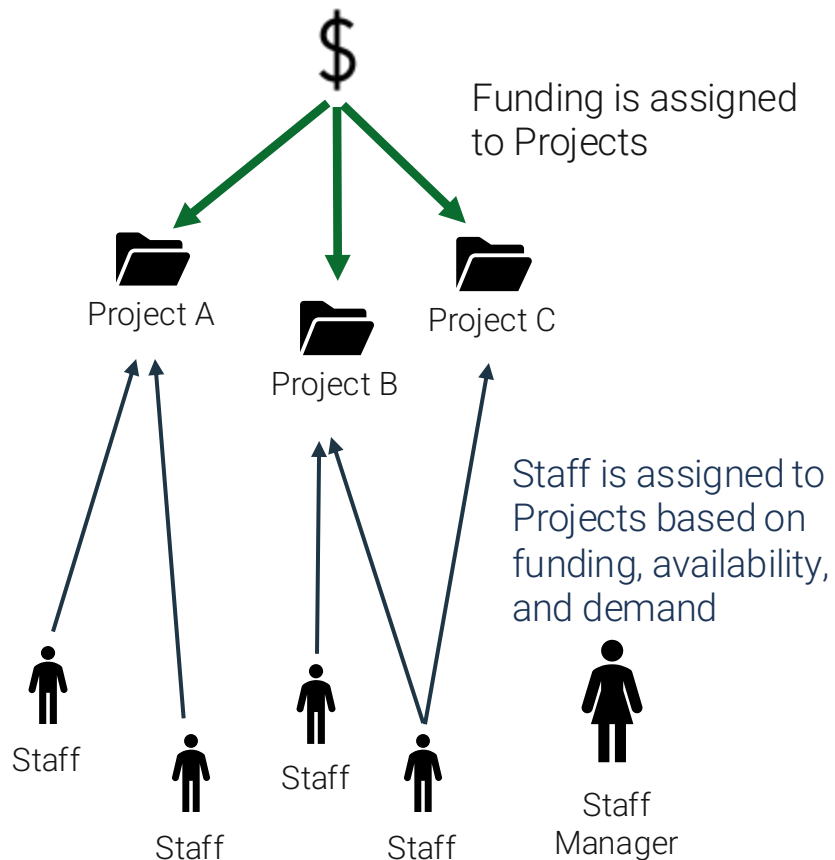 $
Funding is assigned
to Projects
Project A
Project C
Project B
Staff is assigned to
Projects based on
funding, availability,
and demand
Staff
Staff
Staff
Staff
Staff
Manager